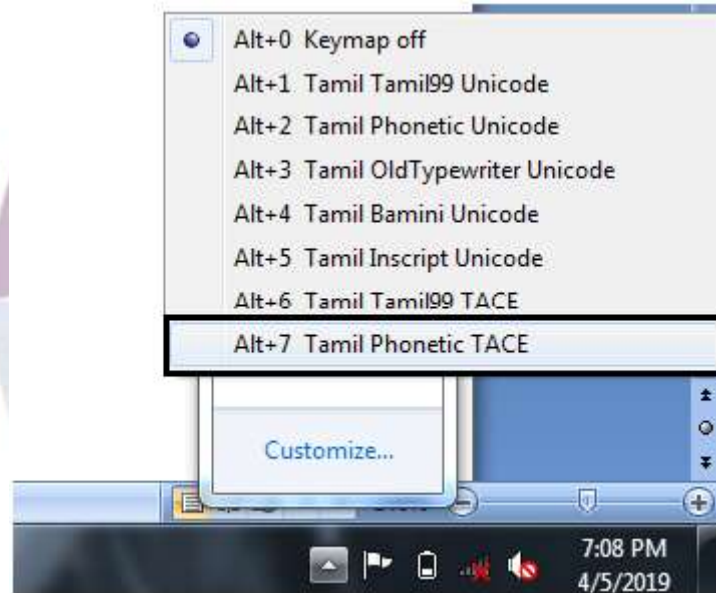 Alt+0 Keymap off
Alt+1 Tamil Tamil99 Unicode
Alt+2 Tamil Phonetic Unicode
Alt+3 Tamil OldTypewriter Unicode
Alt+4 Tamil Bamini Unicode
Alt+5 Tamil Inscript Unicode
Alt+6 Tamil Tamil99 TACE
Alt+7 Tamil Phonetic TACE
Customize...
7:08 PM
4/5/2019